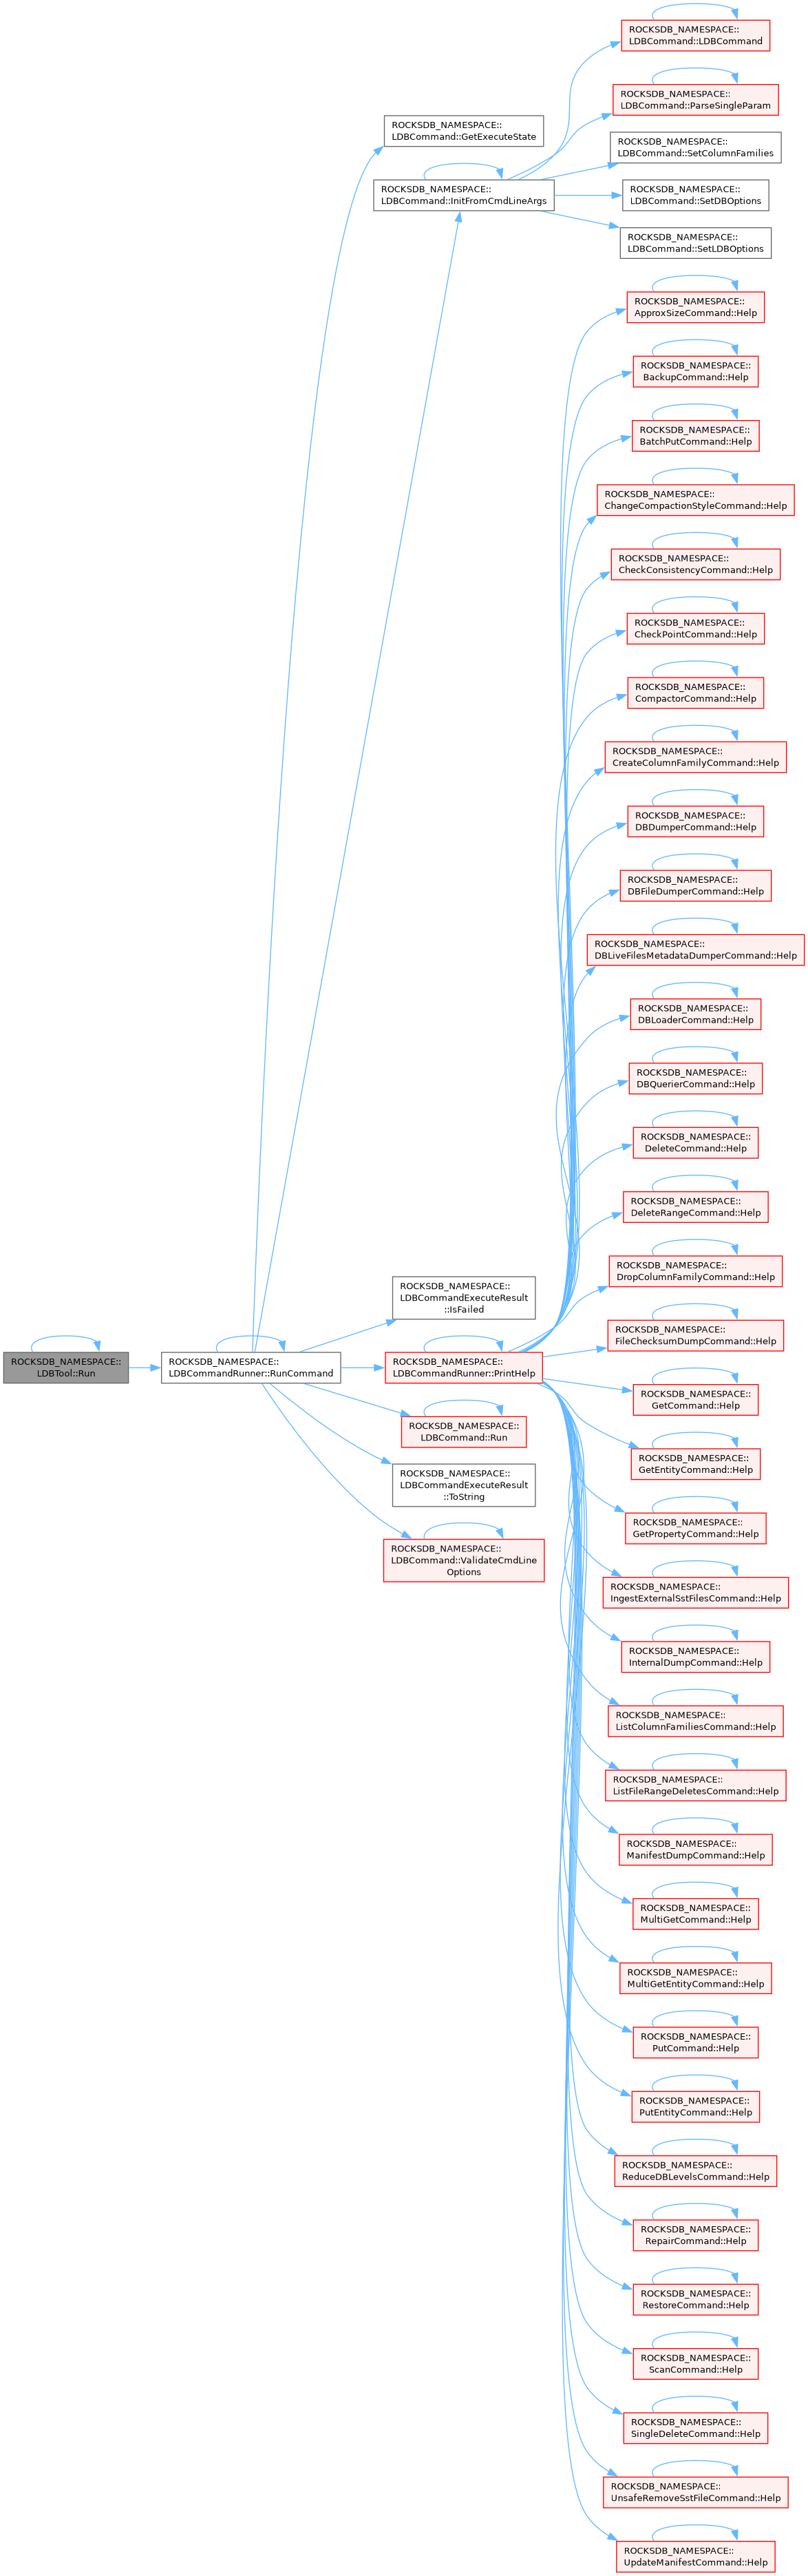 ROCKSDB_NAMESPACE::
LDBTool::Run
ROCKSDB_NAMESPACE::
LDBCommandRunner::RunCommand
ROCKSDB_NAMESPACE::
LDBCommand::GetExecuteState
ROCKSDB_NAMESPACE::
LDBCommand::InitFromCmdLineArgs
ROCKSDB_NAMESPACE::
LDBCommandExecuteResult
::IsFailed
ROCKSDB_NAMESPACE::
LDBCommandRunner::PrintHelp
ROCKSDB_NAMESPACE::
LDBCommand::Run
ROCKSDB_NAMESPACE::
LDBCommandExecuteResult
::ToString
ROCKSDB_NAMESPACE::
LDBCommand::ValidateCmdLine
Options
ROCKSDB_NAMESPACE::
LDBCommand::LDBCommand
ROCKSDB_NAMESPACE::
LDBCommand::ParseSingleParam
ROCKSDB_NAMESPACE::
LDBCommand::SetColumnFamilies
ROCKSDB_NAMESPACE::
LDBCommand::SetDBOptions
ROCKSDB_NAMESPACE::
LDBCommand::SetLDBOptions
ROCKSDB_NAMESPACE::
ApproxSizeCommand::Help
ROCKSDB_NAMESPACE::
BackupCommand::Help
ROCKSDB_NAMESPACE::
BatchPutCommand::Help
ROCKSDB_NAMESPACE::
ChangeCompactionStyleCommand::Help
ROCKSDB_NAMESPACE::
CheckConsistencyCommand::Help
ROCKSDB_NAMESPACE::
CheckPointCommand::Help
ROCKSDB_NAMESPACE::
CompactorCommand::Help
ROCKSDB_NAMESPACE::
CreateColumnFamilyCommand::Help
ROCKSDB_NAMESPACE::
DBDumperCommand::Help
ROCKSDB_NAMESPACE::
DBFileDumperCommand::Help
ROCKSDB_NAMESPACE::
DBLiveFilesMetadataDumperCommand::Help
ROCKSDB_NAMESPACE::
DBLoaderCommand::Help
ROCKSDB_NAMESPACE::
DBQuerierCommand::Help
ROCKSDB_NAMESPACE::
DeleteCommand::Help
ROCKSDB_NAMESPACE::
DeleteRangeCommand::Help
ROCKSDB_NAMESPACE::
DropColumnFamilyCommand::Help
ROCKSDB_NAMESPACE::
FileChecksumDumpCommand::Help
ROCKSDB_NAMESPACE::
GetCommand::Help
ROCKSDB_NAMESPACE::
GetEntityCommand::Help
ROCKSDB_NAMESPACE::
GetPropertyCommand::Help
ROCKSDB_NAMESPACE::
IngestExternalSstFilesCommand::Help
ROCKSDB_NAMESPACE::
InternalDumpCommand::Help
ROCKSDB_NAMESPACE::
ListColumnFamiliesCommand::Help
ROCKSDB_NAMESPACE::
ListFileRangeDeletesCommand::Help
ROCKSDB_NAMESPACE::
ManifestDumpCommand::Help
ROCKSDB_NAMESPACE::
MultiGetCommand::Help
ROCKSDB_NAMESPACE::
MultiGetEntityCommand::Help
ROCKSDB_NAMESPACE::
PutCommand::Help
ROCKSDB_NAMESPACE::
PutEntityCommand::Help
ROCKSDB_NAMESPACE::
ReduceDBLevelsCommand::Help
ROCKSDB_NAMESPACE::
RepairCommand::Help
ROCKSDB_NAMESPACE::
RestoreCommand::Help
ROCKSDB_NAMESPACE::
ScanCommand::Help
ROCKSDB_NAMESPACE::
SingleDeleteCommand::Help
ROCKSDB_NAMESPACE::
UnsafeRemoveSstFileCommand::Help
ROCKSDB_NAMESPACE::
UpdateManifestCommand::Help